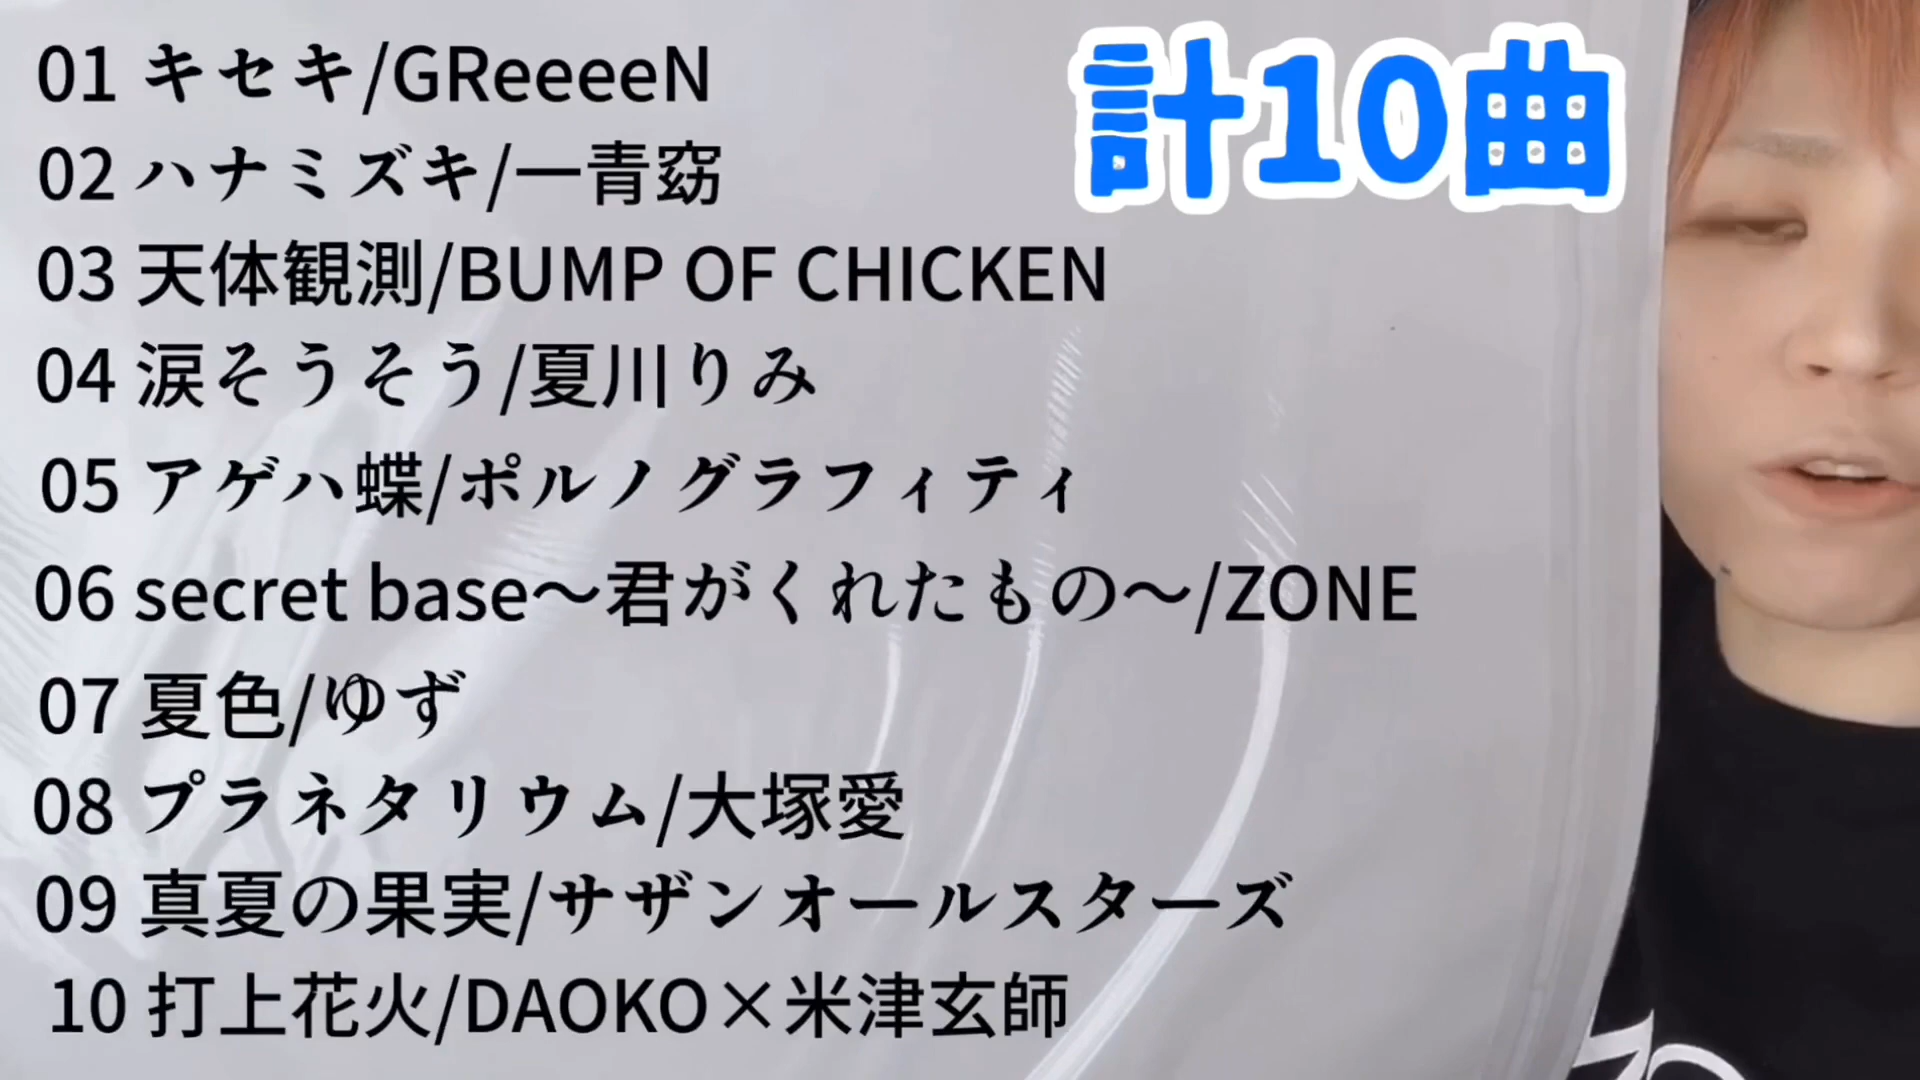 計10曲
01 キセキ/GReeeeN
02 ハナミズキ/一青窈
03 天体観測/BUMP OF CHICKEN
04 涙そうそう/夏川りみ
05 アゲハ蝶/ポルノグラフィティ
06 secret base〜君がくれたもの〜/ZONE
07 夏色/ゆず
08 プラネタリウム/大塚愛
09 真夏の果実/サザンオールスターズ
10 打上花火/DAOKO×米津玄師